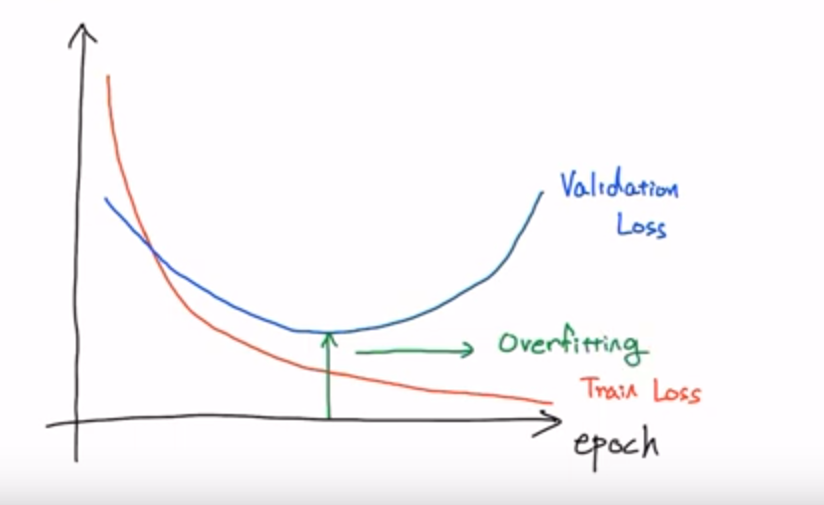 Validation
Loss
Overfitting
Train Loss
epoch